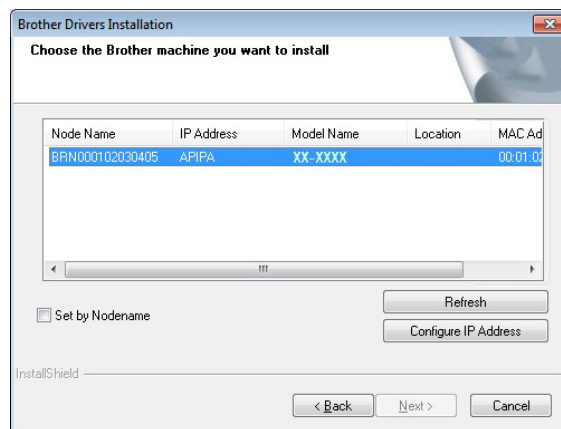 Brother Drivers Installation
Choose the Brother machine you want to install
Node Name IP Address Model Name Location MAC Ad
BRN000102030405 APIPA XX-XXXX 00:01:02
Set by Nodename
Refresh
Configure IP Address
InstallShield
< Back Next > Cancel